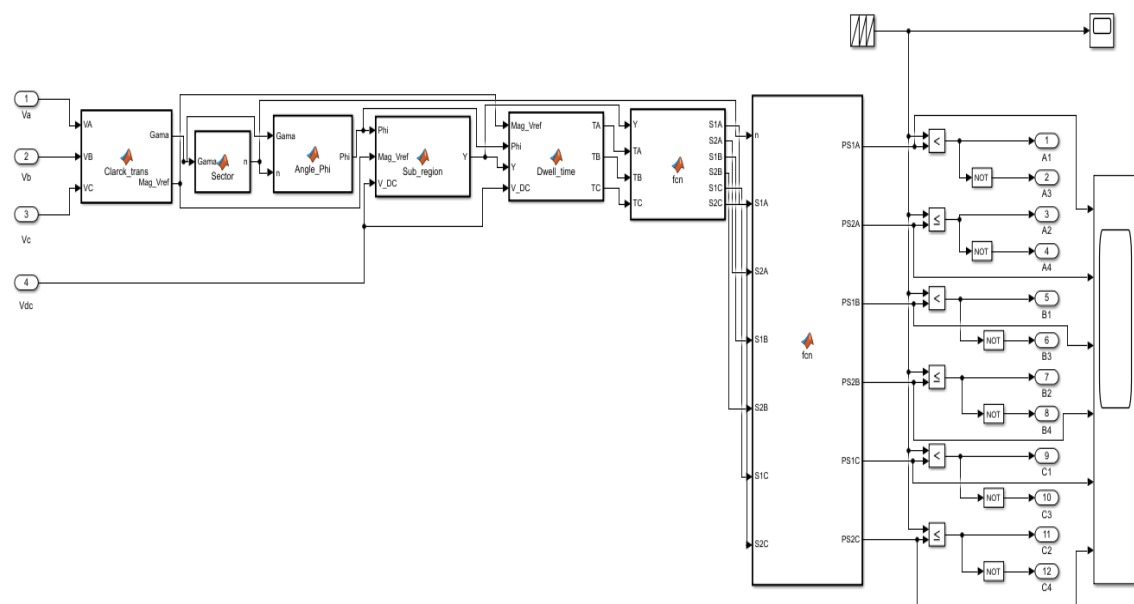 1
Va
2
Vb
3
Vc
4
Vdc
VA
VB
VC
Gama
Mag_Vref
Clarck_trans
Gama
n
Sector
Gama
n
Phi
Angle_Phi
Phi
Mag_Vref
V_DC
Y
Sub_region
Mag_Vref
Phi
Y
V_DC
TA
TB
TC
Dwell_time
Y
TA
TB
TC
S1A
S2A
S1B
S2B
S1C
S2C
fcn
n
S1A
S2A
S1B
S2B
S1C
S2C
fcn
PS1A
PS2A
PS1B
PS2B
PS1C
PS2C
<
1
A1
NOT
2
A3
≤
3
A2
NOT
4
A4
<
5
B1
NOT
6
B3
≤
7
B2
NOT
8
B4
<
9
C1
NOT
10
C3
≤
11
C2
NOT
12
C4